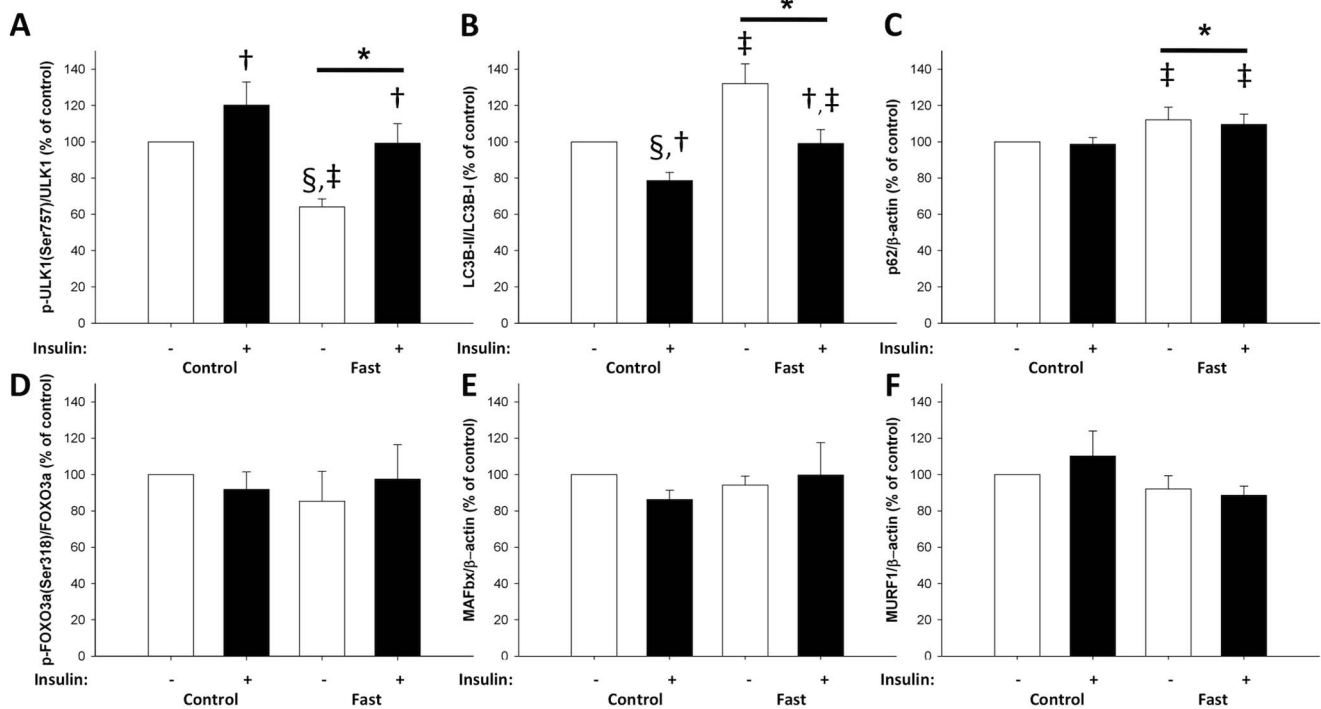 A
p-ULK1(Ser757)/ULK1 (% of control)
140
120
100
80
60
40
20
0
†
§,‡
†
*
Insulin: - + - +
Control Fast
B
LC3B-II/LC3B-I (% of control)
140
120
100
80
60
40
20
0
§,†
‡
†,‡
*
Insulin: - + - +
Control Fast
C
p62/β-actin (% of control)
140
120
100
80
60
40
20
0
‡
‡
*
Insulin: - + - +
Control Fast
D
p-FOXO3a(Ser318)/FOXO3a (% of control)
140
120
100
80
60
40
20
0
Insulin: - + - +
Control Fast
E
MAFbx/β-actin (% of control)
140
120
100
80
60
40
20
0
Insulin: - + - +
Control Fast
F
MURF1/β-actin (% of control)
140
120
100
80
60
40
20
0
Insulin: - + - +
Control Fast